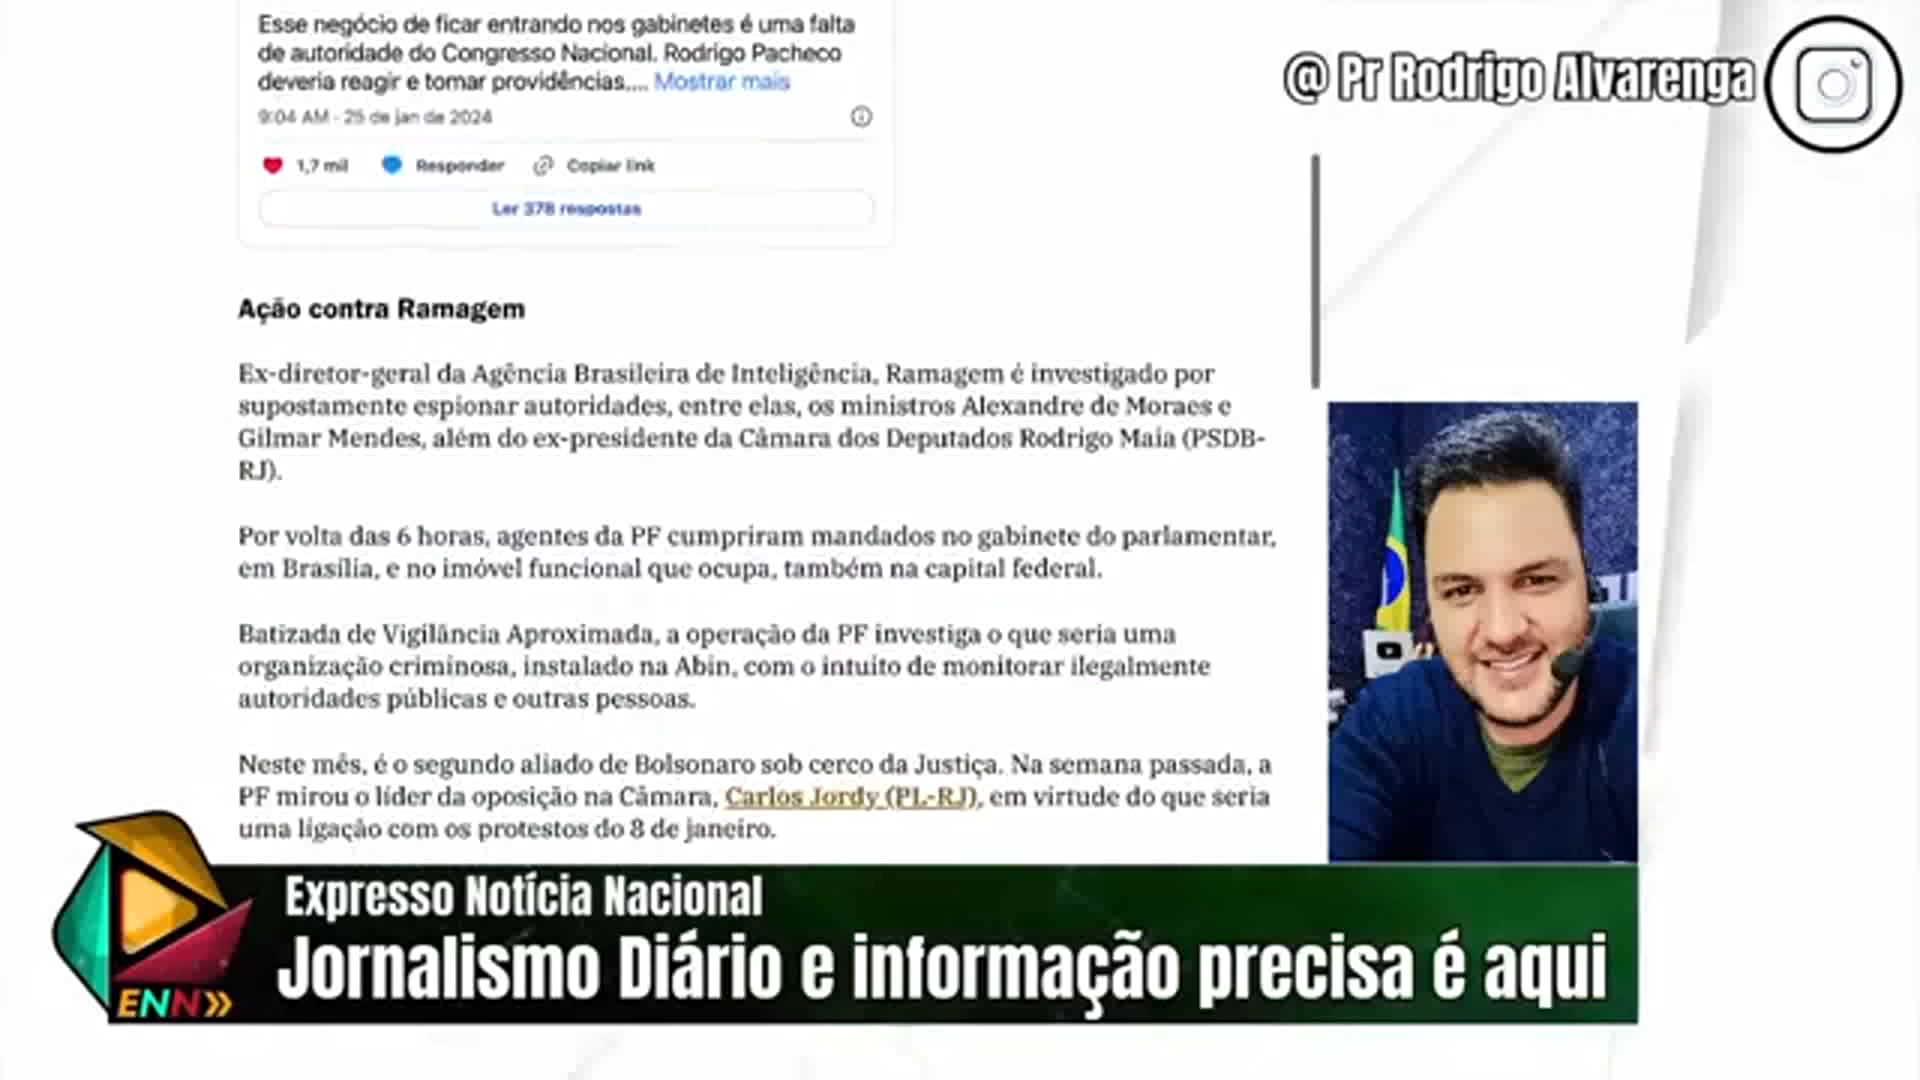 Esse negócio de ficar entrando nos gabinetes é uma falta
de autoridade do Congresso Nacional. Rodrigo Pacheco
deveria reagir e tomar providências.... Mostrar mais
9:04 AM · 25 de jan de 2024
1,7 mil Responder Copiar link
Ler 378 respostas
@ Pr Rodrigo Alvarenga
Ação contra Ramagem
Ex-diretor-geral da Agência Brasileira de Inteligência, Ramagem é investigado por
supostamente espionar autoridades, entre elas, os ministros Alexandre de Moraes e
Gilmar Mendes, além do ex-presidente da Câmara dos Deputados Rodrigo Maia (PSDB-
RJ).
Por volta das 6 horas, agentes da PF cumpriram mandados no gabinete do parlamentar,
em Brasília, e no imóvel funcional que ocupa, também na capital federal.
Batizada de Vigilância Aproximada, a operação da PF investiga o que seria uma
organização criminosa, instalado na Abin, com o intuito de monitorar ilegalmente
autoridades públicas e outras pessoas.
Neste mês, é o segundo aliado de Bolsonaro sob cerco da Justiça. Na semana passada, a
PF mirou o líder da oposição na Câmara, Carlos Jordy (PL-RJ), em virtude do que seria
uma ligação com os protestos do 8 de janeiro.
Expresso Notícia Nacional
Jornalismo Diário e informação precisa é aqui
ENN»